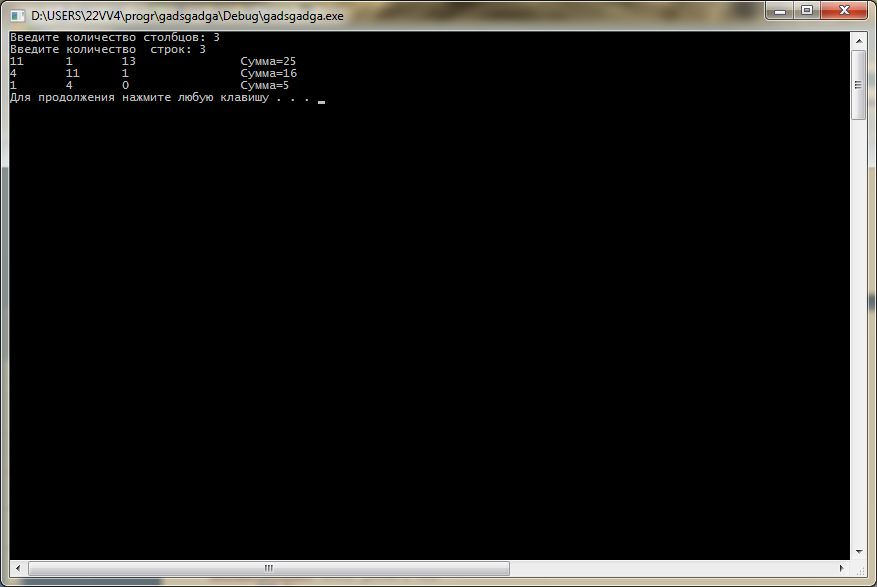 D:\USERS\22VV4\progr\gadsgadga\Debug\gadsgadga.exe
Введите количество столбцов: 3
Введите количество  строк: 3
11 1 13 Сумма=25
4 11 1 Сумма=16
1 4 0 Сумма=5
Для продолжения нажмите любую клавишу . . .